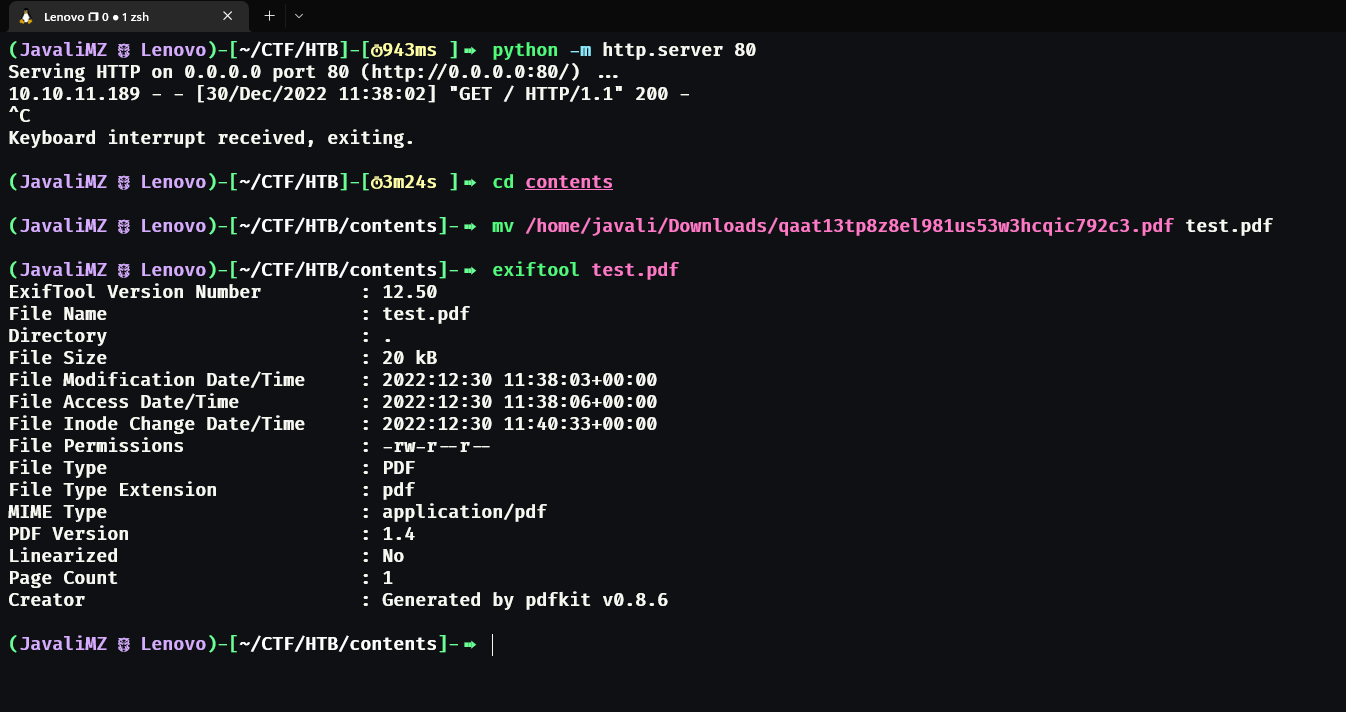 Lenovo 0 ● 1 zsh
(JavaliMZ Lenovo)-[~/CTF/HTB]-[⏱943ms ]➠ python -m http.server 80
Serving HTTP on 0.0.0.0 port 80 (http://0.0.0.0:80/) ...
10.10.11.189 - - [30/Dec/2022 11:38:02] "GET / HTTP/1.1" 200 -
^C
Keyboard interrupt received, exiting.
(JavaliMZ Lenovo)-[~/CTF/HTB]-[⏱3m24s ]➠ cd contents
(JavaliMZ Lenovo)-[~/CTF/HTB/contents]-➠ mv /home/javali/Downloads/qaat13tp8z8el981us53w3hcqic792c3.pdf test.pdf
(JavaliMZ Lenovo)-[~/CTF/HTB/contents]-➠ exiftool test.pdf
ExifTool Version Number : 12.50
File Name : test.pdf
Directory : .
File Size : 20 kB
File Modification Date/Time : 2022:12:30 11:38:03+00:00
File Access Date/Time : 2022:12:30 11:38:06+00:00
File Inode Change Date/Time : 2022:12:30 11:40:33+00:00
File Permissions : -rw-r--r--
File Type : PDF
File Type Extension : pdf
MIME Type : application/pdf
PDF Version : 1.4
Linearized : No
Page Count : 1
Creator : Generated by pdfkit v0.8.6
(JavaliMZ Lenovo)-[~/CTF/HTB/contents]-➠